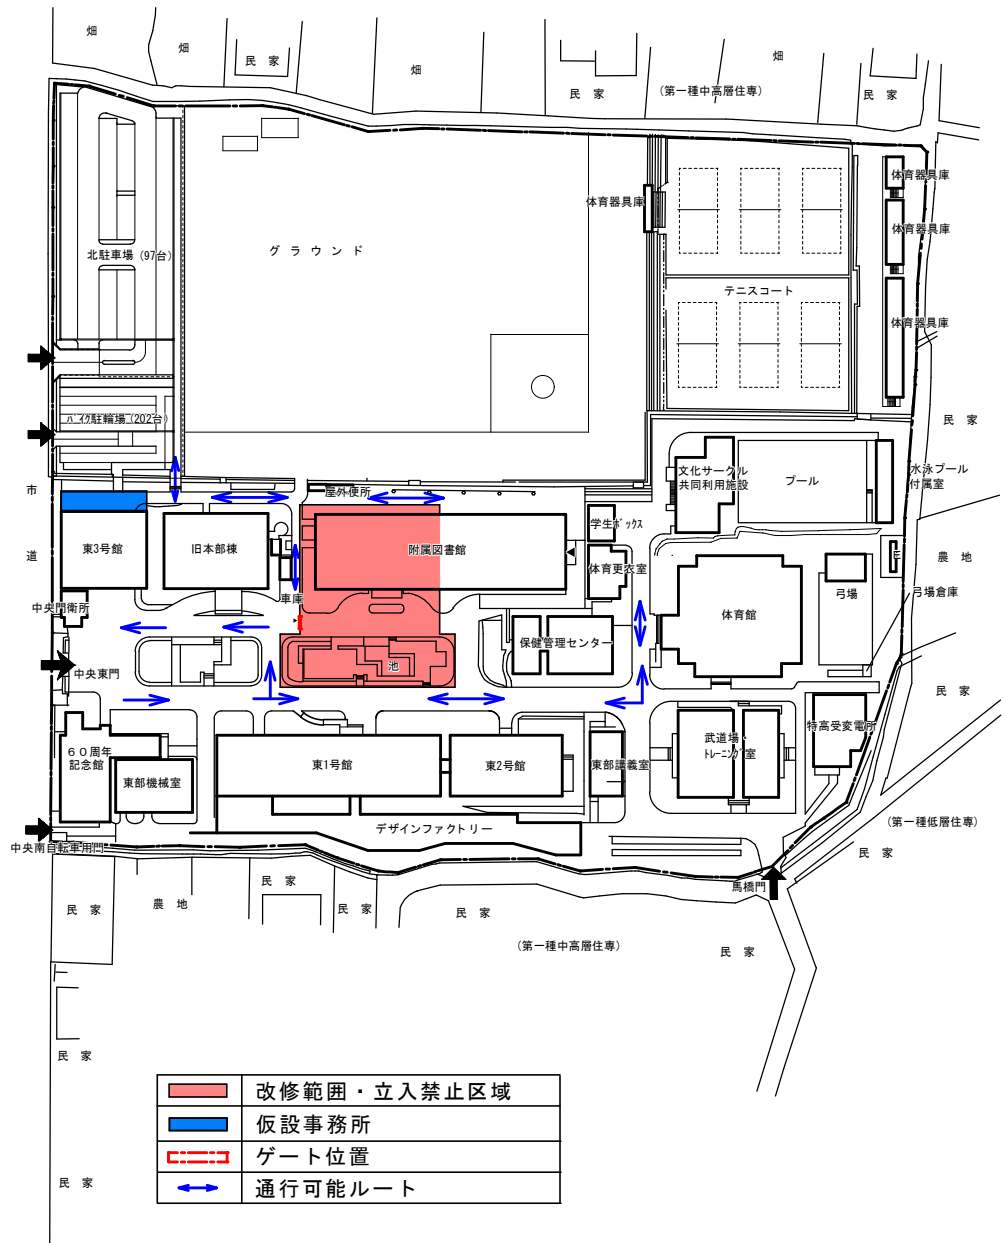 畑
畑
民 家
畑
民 家
(第一種中高層住専)
畑
民 家
体育器具庫
体育器具庫
体育器具庫
体育器具庫
北駐車場(97台)
グ ラ ウ ン ド
テニスコート
バイク駐輪場(202台)
市
道
民 家
文化サークル
共同利用施設
プール
水泳プール
付属室
屋外便所
学生ボックス
東3号館
旧本部棟
附属図書館
体育更衣室
農 地
車庫
弓場
弓場倉庫
中央門衛所
保健管理センター
体育館
池
中央東門
民 家
60周年
記念館
東部機械室
東1号館
東2号館
東部講義室
武道場・
トレーニング室
特高受変電所
デザインファクトリー
(第一種低層住専)
中央南自転車用門
民 家
馬橋門
民 家
農 地
民 家
民 家
民 家
(第一種中高層住専)
民 家
民 家
民 家
改修範囲・立入禁止区域
仮設事務所
ゲート位置
通行可能ルート